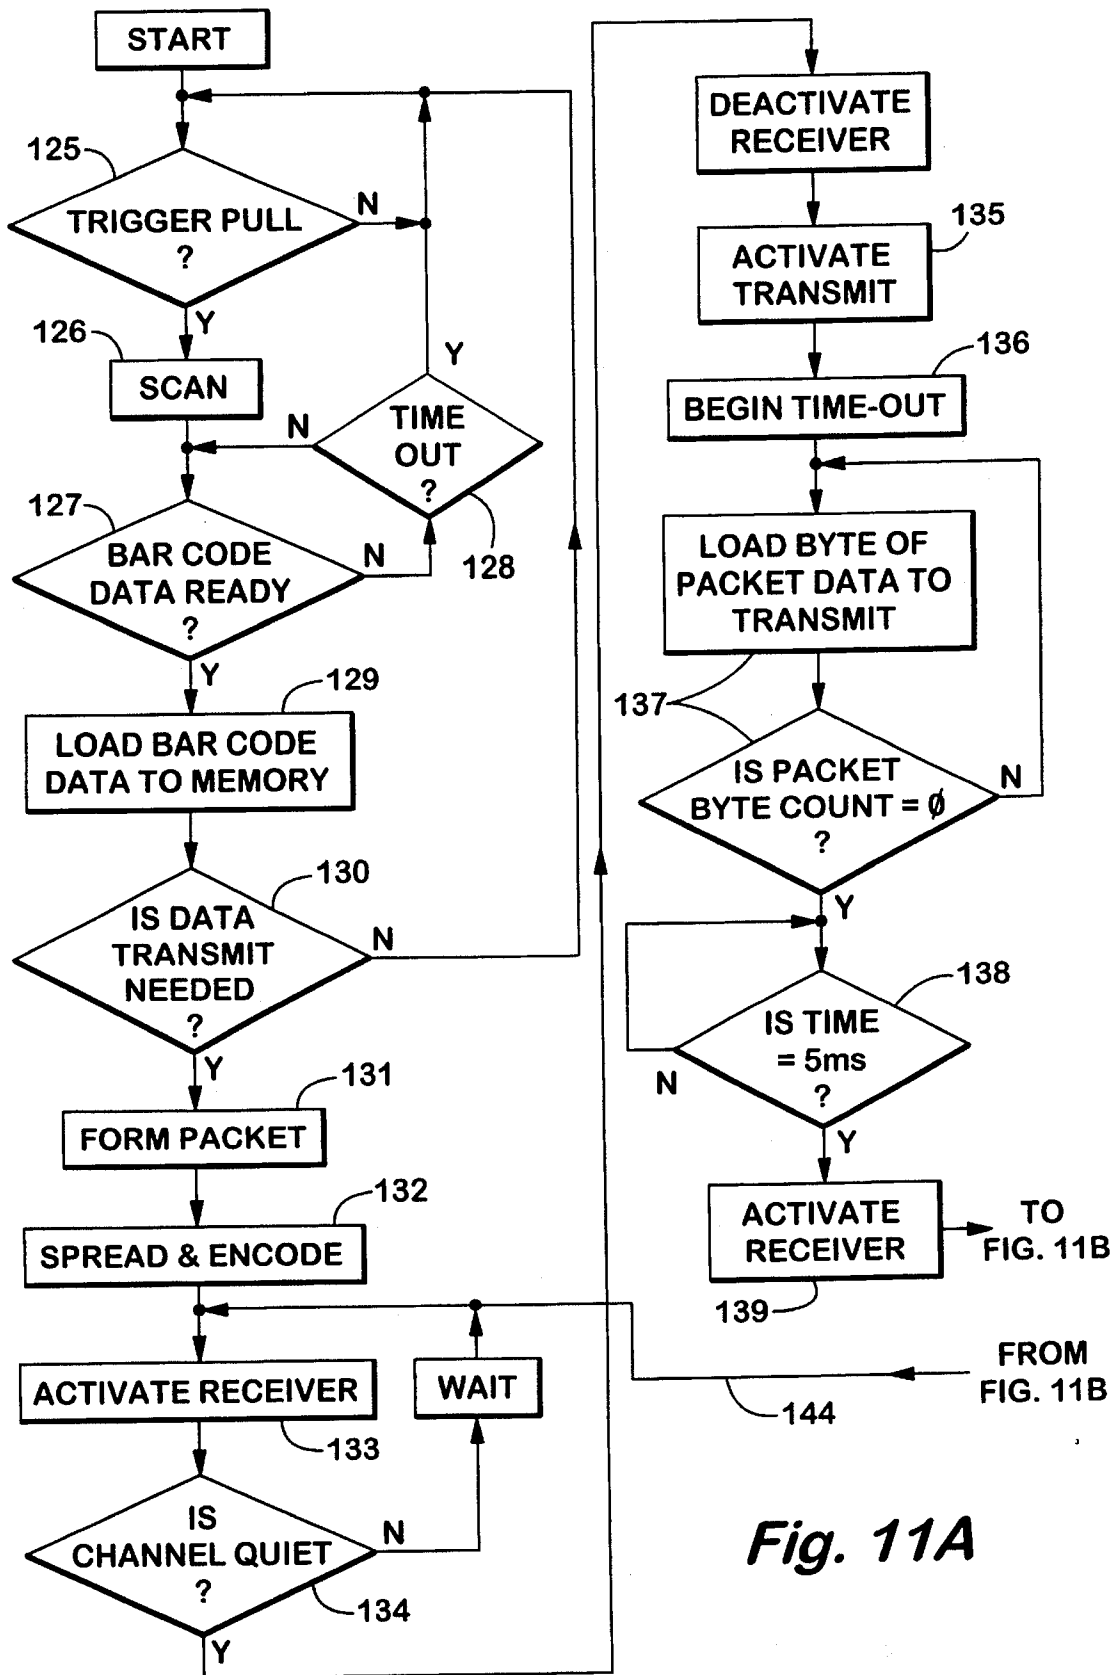 START
125
TRIGGER PULL
?
N
Y
126
SCAN
Y
TIME
OUT
?
N
128
127
BAR CODE
DATA READY
?
N
Y
129
LOAD BAR CODE
DATA TO MEMORY
130
IS DATA
TRANSMIT
NEEDED
?
N
Y
131
FORM PACKET
132
SPREAD & ENCODE
ACTIVATE RECEIVER
133
WAIT
IS
CHANNEL QUIET
?
N
134
Y
DEACTIVATE
RECEIVER
135
ACTIVATE
TRANSMIT
136
BEGIN TIME-OUT
LOAD BYTE OF
PACKET DATA TO
TRANSMIT
137
IS PACKET
BYTE COUNT = Ø
?
N
Y
138
IS TIME
= 5ms
?
N
Y
ACTIVATE
RECEIVER
139
TO
FIG. 11B
FROM
FIG. 11B
144
Fig. 11A